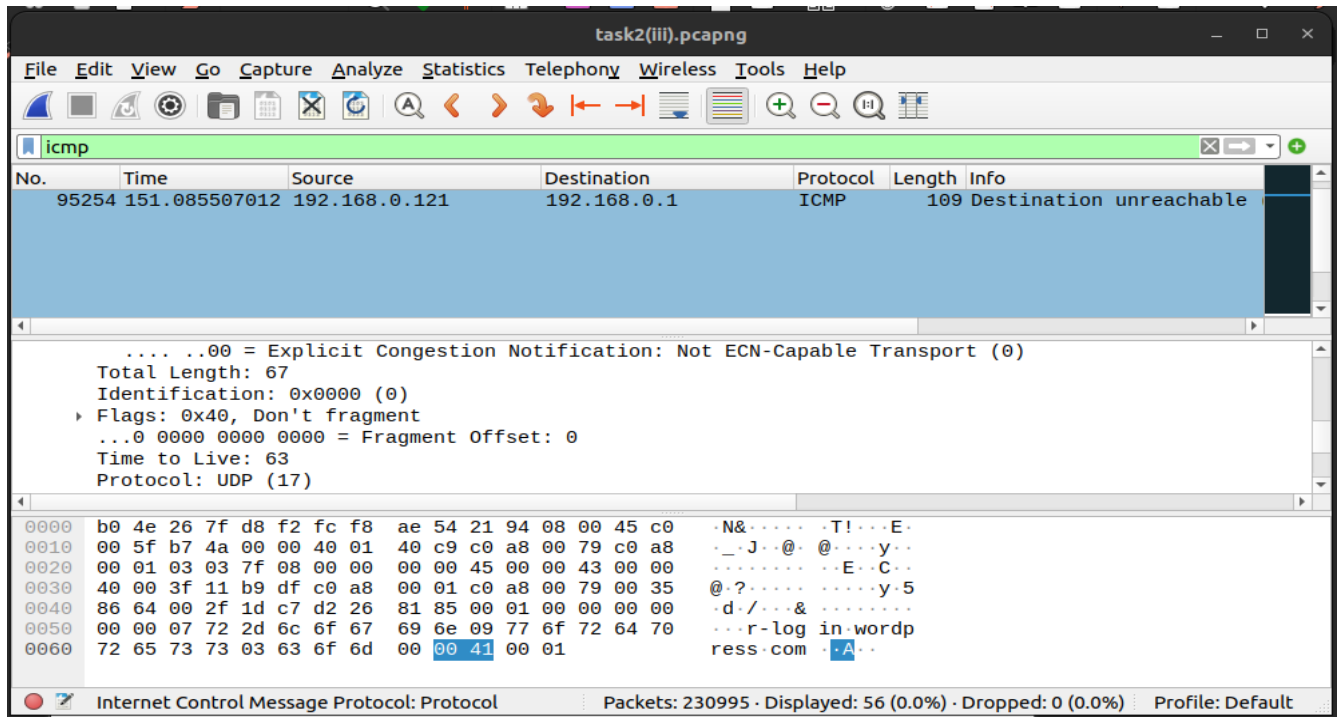 task2(iii).pcapng
File Edit View Go Capture Analyze Statistics Telephony Wireless Tools Help
icmp
No. Time Source Destination Protocol Length Info
95254 151.085507012 192.168.0.121 192.168.0.1 ICMP 109 Destination unreachable (
.... ..00 = Explicit Congestion Notification: Not ECN-Capable Transport (0)
Total Length: 67
Identification: 0x0000 (0)
Flags: 0x40, Don't fragment
...0 0000 0000 0000 = Fragment Offset: 0
Time to Live: 63
Protocol: UDP (17)
0000 b0 4e 26 7f d8 f2 fc f8 ae 54 21 94 08 00 45 c0 ·N&····· ·T!···E·
0010 00 5f b7 4a 00 00 40 01 40 c9 c0 a8 00 79 c0 a8 ·_·J··@· @····y··
0020 00 01 03 03 7f 08 00 00 00 00 45 00 00 43 00 00 ········ ··E··C··
0030 40 00 3f 11 b9 df c0 a8 00 01 c0 a8 00 79 00 35 @·?····· ·····y·5
0040 86 64 00 2f 1d c7 d2 26 81 85 00 01 00 00 00 00 ·d·/···& ········
0050 00 00 07 72 2d 6c 6f 67 69 6e 09 77 6f 72 64 70 ···r-log in·wordp
0060 72 65 73 73 03 63 6f 6d 00 00 41 00 01 ress·com ··A··
Internet Control Message Protocol: Protocol Packets: 230995 · Displayed: 56 (0.0%) · Dropped: 0 (0.0%) Profile: Default